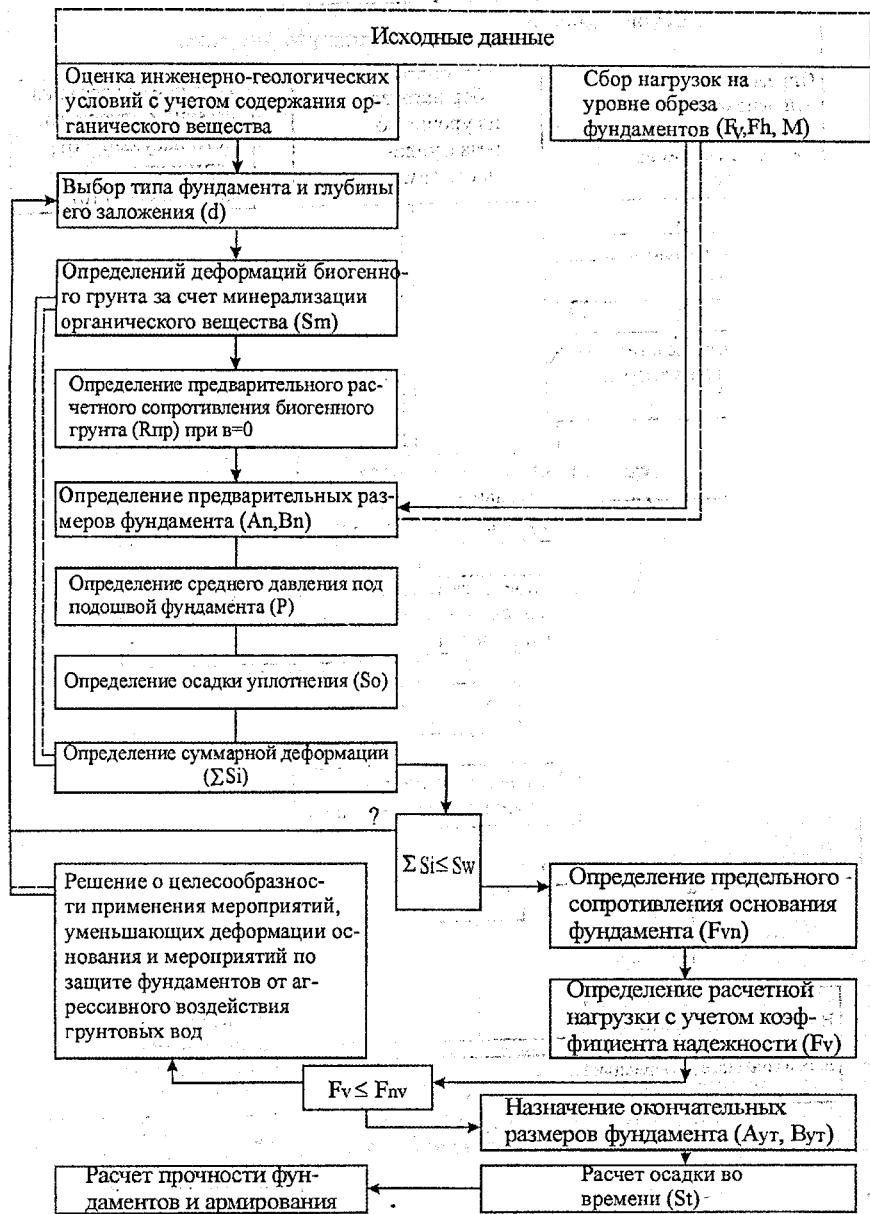 Исходные данные
Оценка инженерно-геологических
условий с учетом содержания ор-
ганического вещества
Сбор нагрузок на
уровне обреза
фундаментов (Fv,Fh, M)
Выбор типа фундамента и глубины
его заложения (d)
Определений деформаций биогенно-
го грунта за счет минерализации
органического вещества (Sm)
Определение предварительного рас-
четного сопротивления биогенного
грунта (Rпр) при в=0
Определение предварительных раз-
меров фундамента (An,Bn)
Определение среднего давления под
подошвой фундамента (P)
Определение осадки уплотнения (So)
Определение суммарной деформации
(ΣSi)
?
Σ Si ≤ Sw
Решение о целесообразнос-
ти применения мероприятий,
уменьшающих деформации ос-
нования и мероприятий по
защите фундаментов от аг-
рессивного воздействия
грунтовых вод
Определение предельного
сопротивления основания
фундамента (Fvn)
Определение расчетной
нагрузки с учетом коэф-
фициента надежности (Fv)
Fv ≤ Fnv
Назначение окончательных
размеров фундамента (Аут, Вут)
Расчет прочности фун-
даментов и армирования
Расчет осадки во
времени (St)